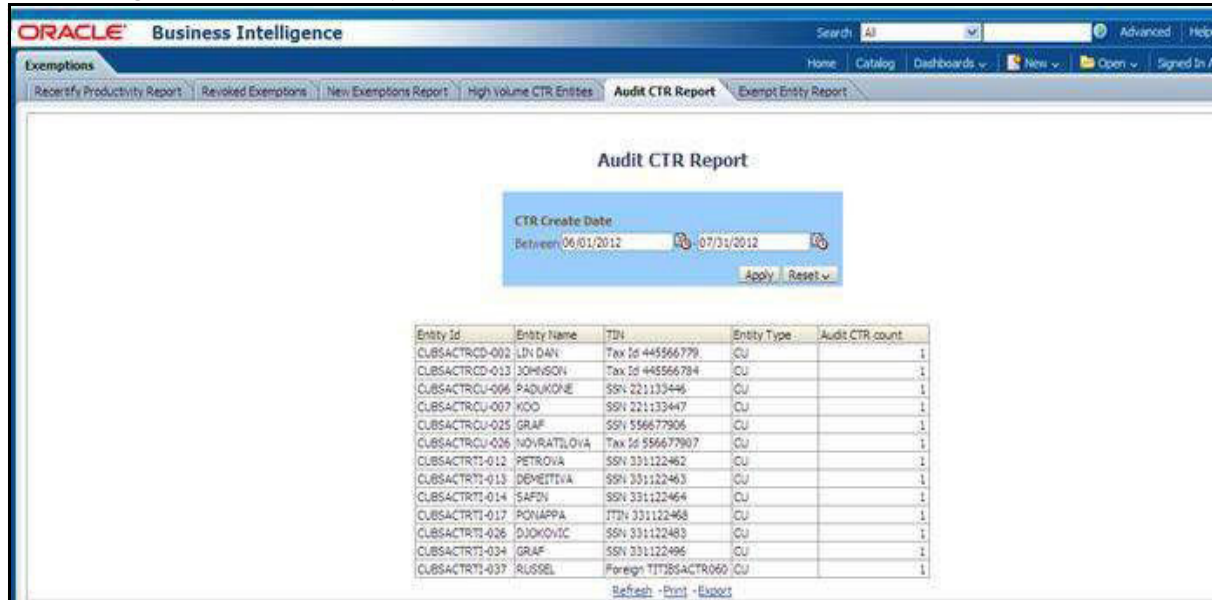 ORACLE Business Intelligence
Search All Advanced Help
Exemptions
Home Catalog Dashboards New Open Signed In A
Recertify Productivity Report Revoked Exemptions New Exemptions Report High Volume CTR Entities Audit CTR Report Exempt Entity Report
Audit CTR Report
CTR Create Date
Between 06/01/2012 - 07/31/2012
Apply Reset
Entity Id Entity Name TIN Entity Type Audit CTR count
CUBSACTRCD-002 LIN DAN Tax Id 445566779 CU 1
CUBSACTRCD-013 JOHNSON Tax Id 445566784 CU 1
CUBSACTRCU-006 PADUKONE SSN 221133446 CU 1
CUBSACTRCU-007 KOO SSN 221133447 CU 1
CUBSACTRCU-025 GRAF SSN 556677906 CU 1
CUBSACTRCU-026 NOVRATILOVA Tax Id 556677907 CU 1
CUBSACTRTI-012 PETROVA SSN 331122462 CU 1
CUBSACTRTI-013 DEMEITIVA SSN 331122463 CU 1
CUBSACTRTI-014 SAFIN SSN 331122464 CU 1
CUBSACTRTI-017 PONAPPA ITIN 331122468 CU 1
CUBSACTRTI-026 DJOKOVIC SSN 331122483 CU 1
CUBSACTRTI-034 GRAF SSN 331122496 CU 1
CUBSACTRTI-037 RUSSEL Foreign TITIBSACTR060 CU 1
Refresh - Print - Export